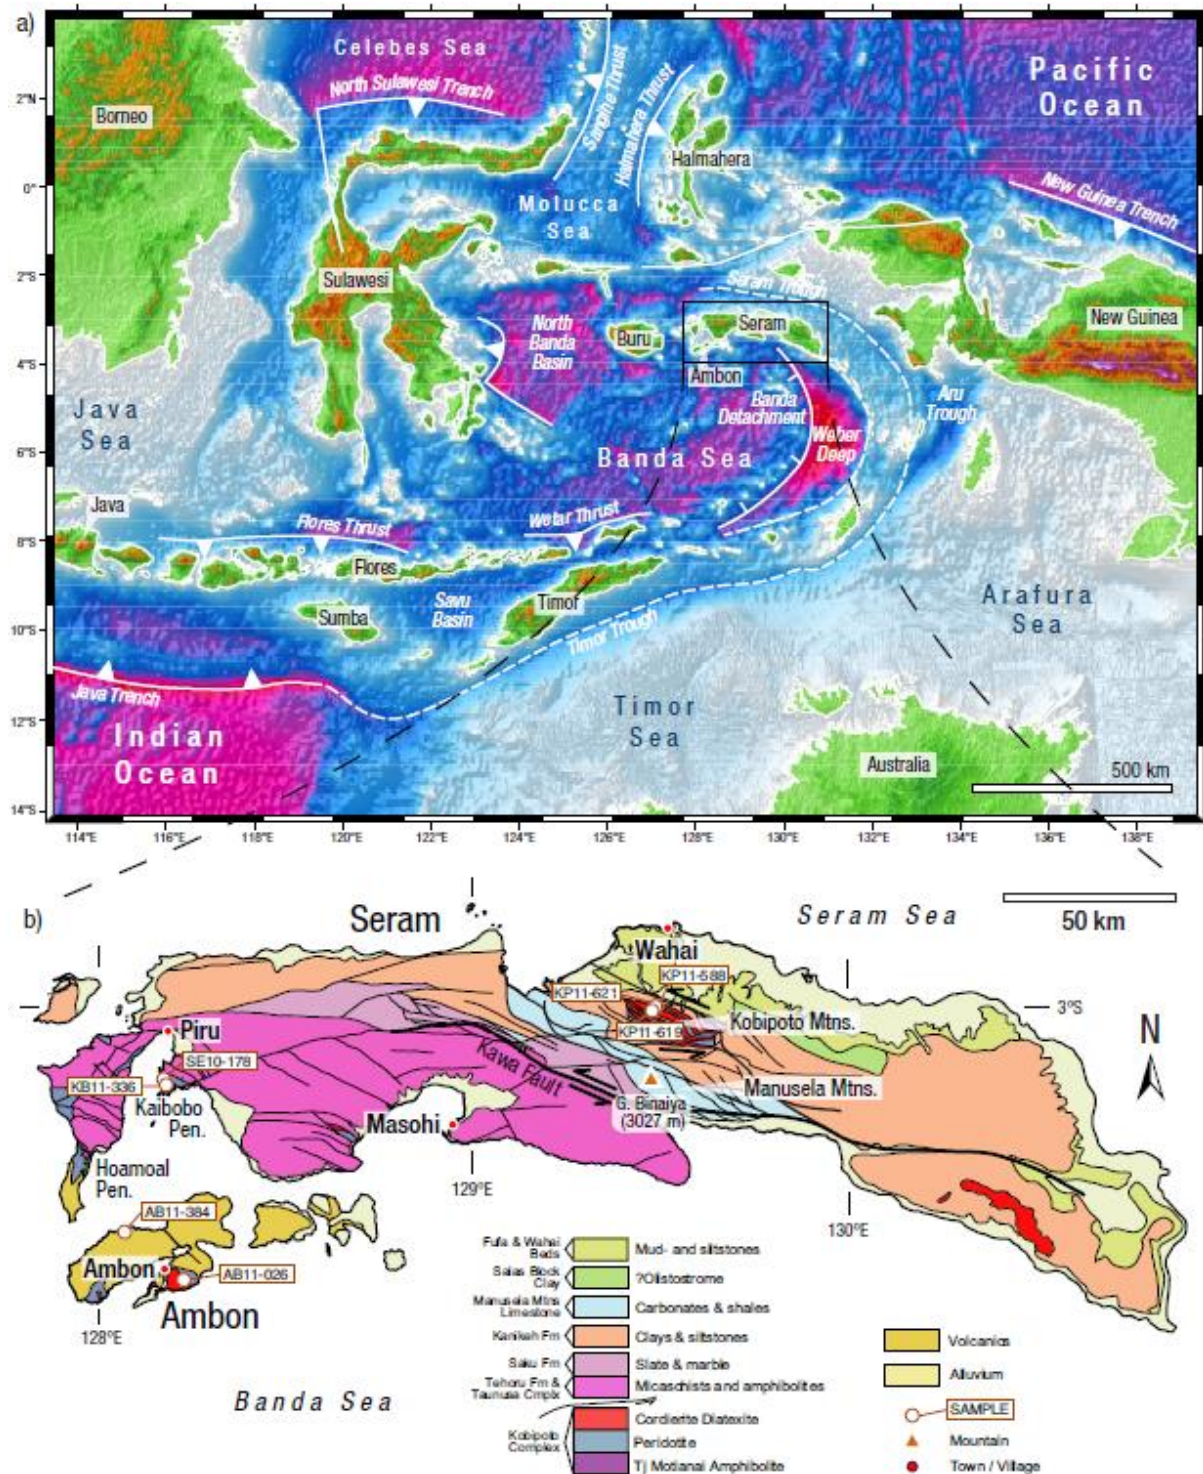 a)
Celebes Sea
North Sulawesi Trench
Sangihe Thrust
Halmahera Thrust
Pacific
Ocean
Borneo
Halmahera
Molucca
Sea
New Guinea Trench
Sulawesi
Seram Trough
North
Banda
Basin
Buru
Seram
New Guinea
Ambon
Banda
Detachment
Aru
Trough
Java
Sea
Weber
Deep
Banda Sea
Java
Flores Thrust
Wetar Thrust
Flores
Sumba
Savu
Basin
Timor
Timor Trough
Arafura
Sea
Java Trench
Timor
Sea
Indian
Ocean
Australia
500 km
2°N
0°
2°S
4°S
6°S
8°S
10°S
12°S
14°S
114°E
116°E
118°E
120°E
122°E
124°E
126°E
128°E
130°E
132°E
134°E
136°E
138°E
b)
Seram
Seram Sea
50 km
Wahai
KP11-588
KP11-621
3°S
KP11-619
Kobipoto Mtns.
N
Piru
SE10-178
KB11-336
Kaibobo
Pen.
Kawa Fault
Manusela Mtns.
G. Binaiya
(3027 m)
Masohi
Hoamoal
Pen.
129°E
130°E
AB11-384
Ambon
AB11-026
Ambon
128°E
Banda Sea
Fufa & Wahai
Beds
Mud- and siltstones
Salas Block
Clay
?Olistostrome
Manusela Mtns
Limestone
Carbonates & shales
Kanikeh Fm
Clays & siltstones
Saku Fm
Slate & marble
Tehoru Fm &
Taunusa Cmplx
Micaschists and amphibolites
Kobipoto
Complex
Cordierite Diatexite
Peridotite
Tj Motianai Amphibolite
Volcanics
Alluvium
SAMPLE
Mountain
Town / Village